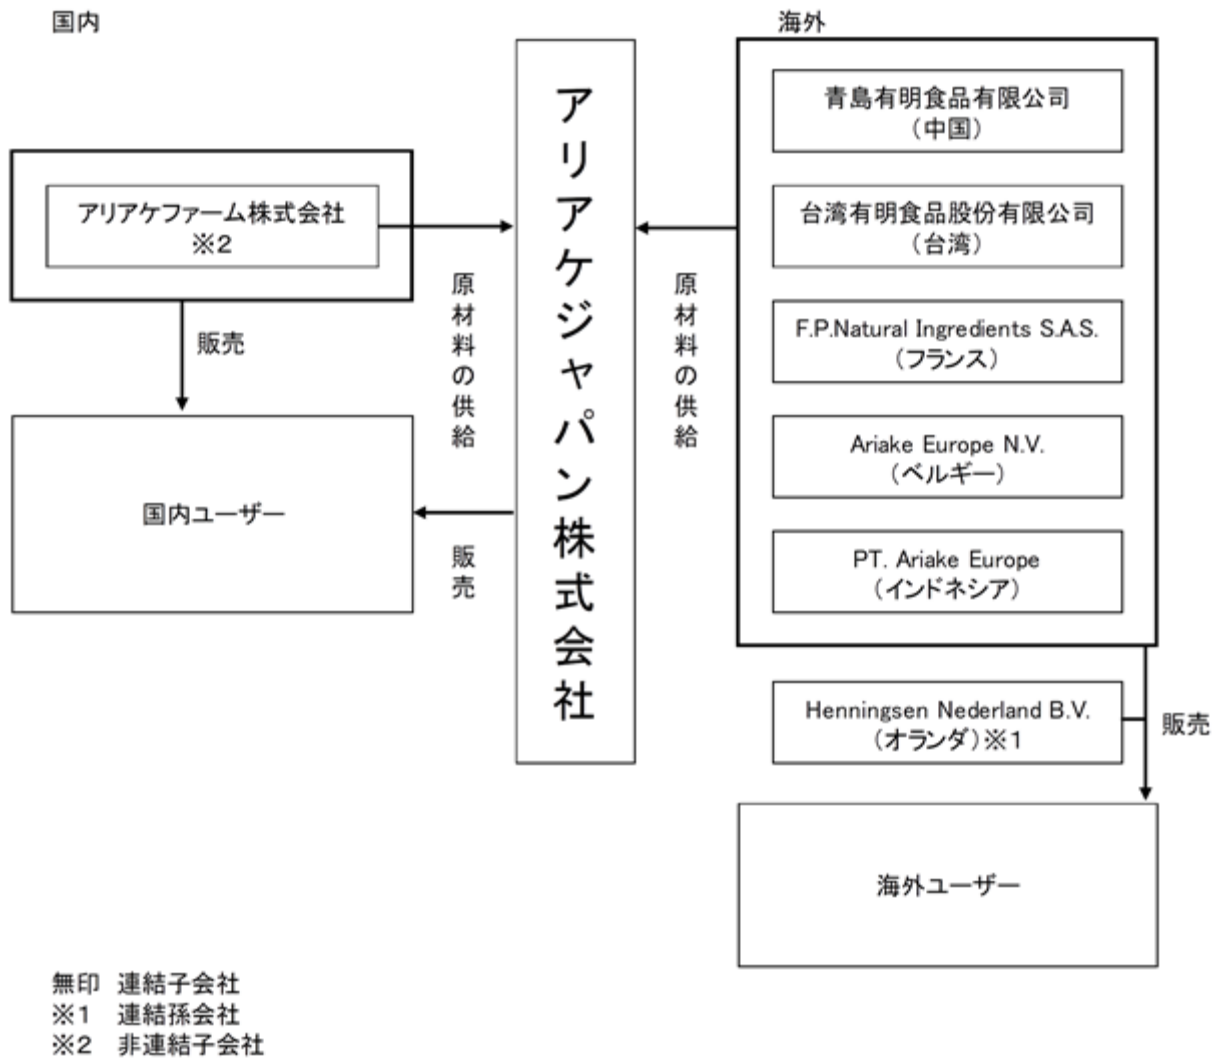 国内
海外
アリアケファーム株式会社
※2
販売
国内ユーザー
原材料の供給
販売
アリアケジャパン株式会社
原材料の供給
青島有明食品有限公司
（中国）
台湾有明食品股份有限公司
（台湾）
F.P.Natural Ingredients S.A.S.
（フランス）
Ariake Europe N.V.
（ベルギー）
PT. Ariake Europe
（インドネシア）
Henningsen Nederland B.V.
（オランダ）※1
販売
海外ユーザー
無印 連結子会社
※1 連結孫会社
※2 非連結子会社